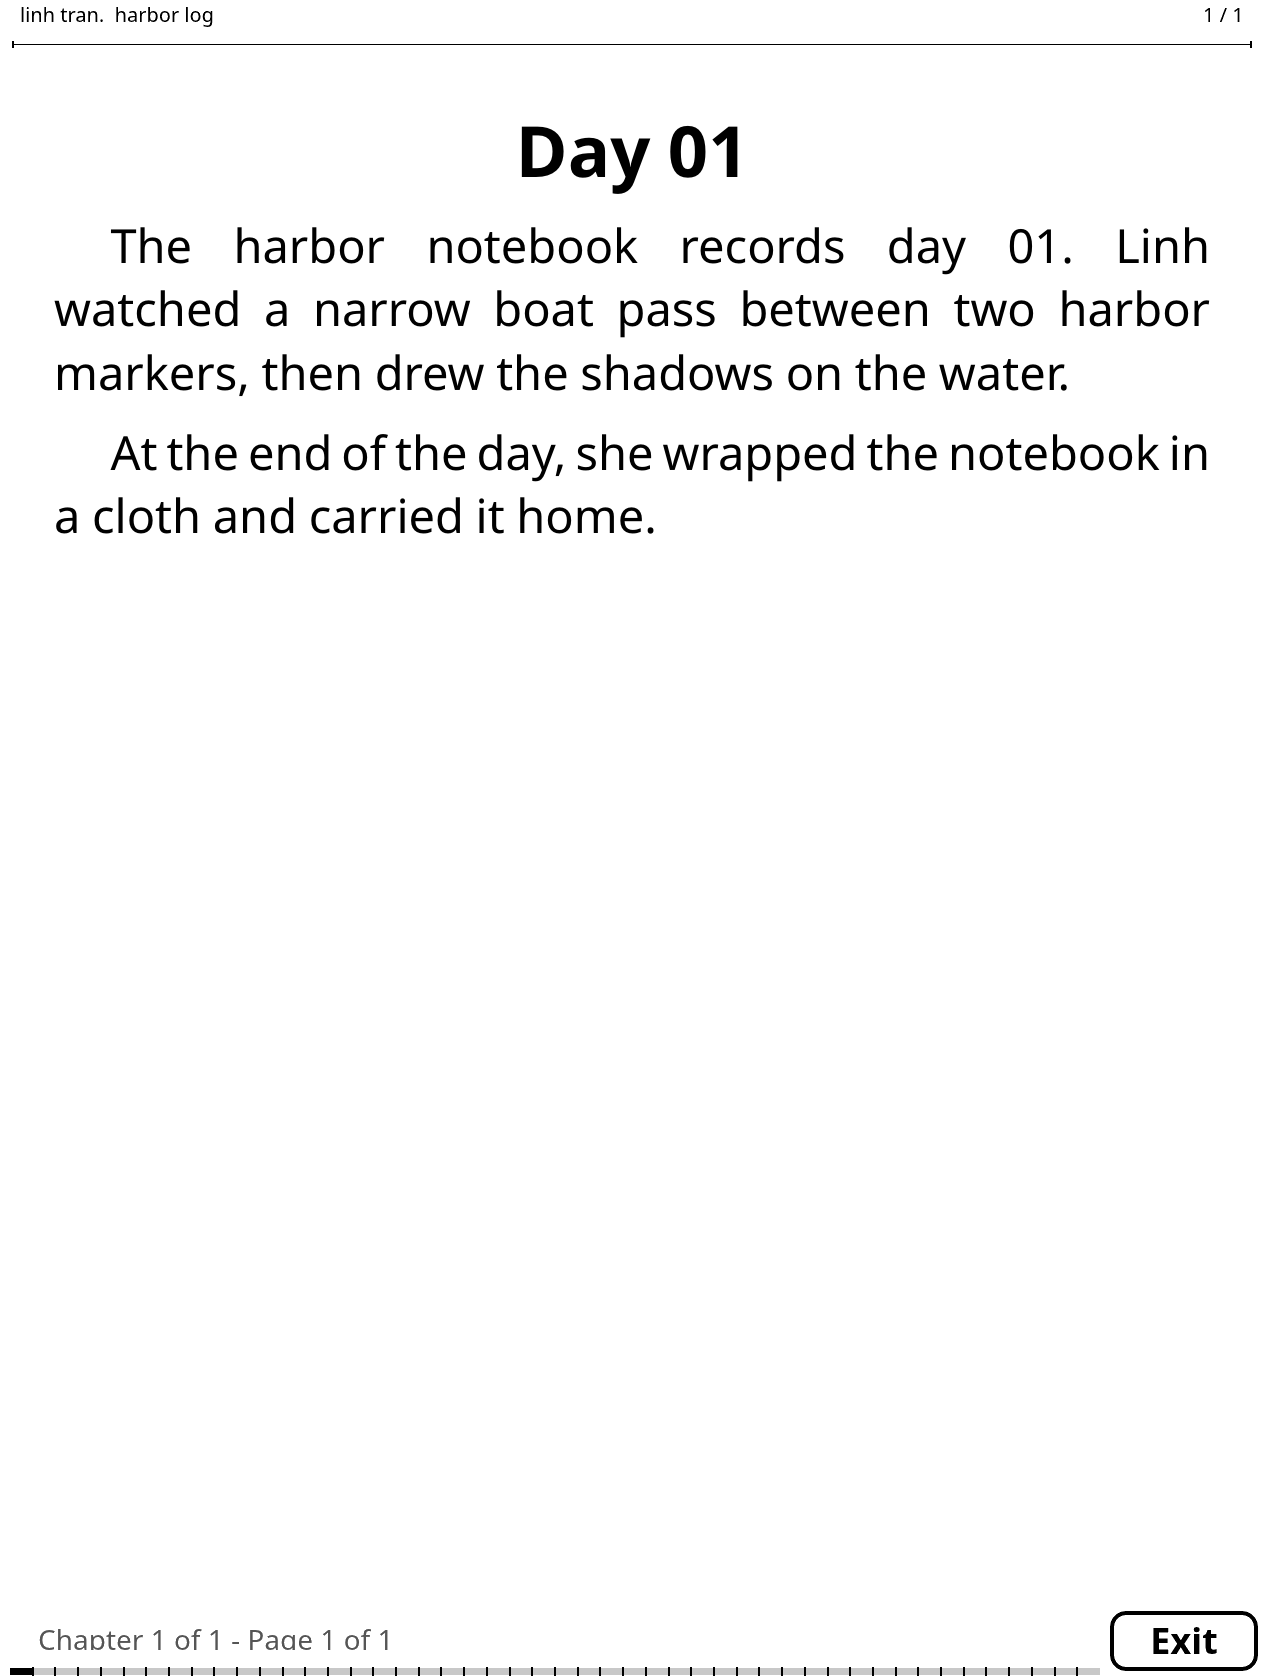 linh tran.  harbor log
1 / 1
Day 01
The harbor notebook records day 01. Linh
watched a narrow boat pass between two harbor
markers, then drew the shadows on the water.
At the end of the day, she wrapped the notebook in
a cloth and carried it home.
Chapter 1 of 1 - Page 1 of 1
Exit